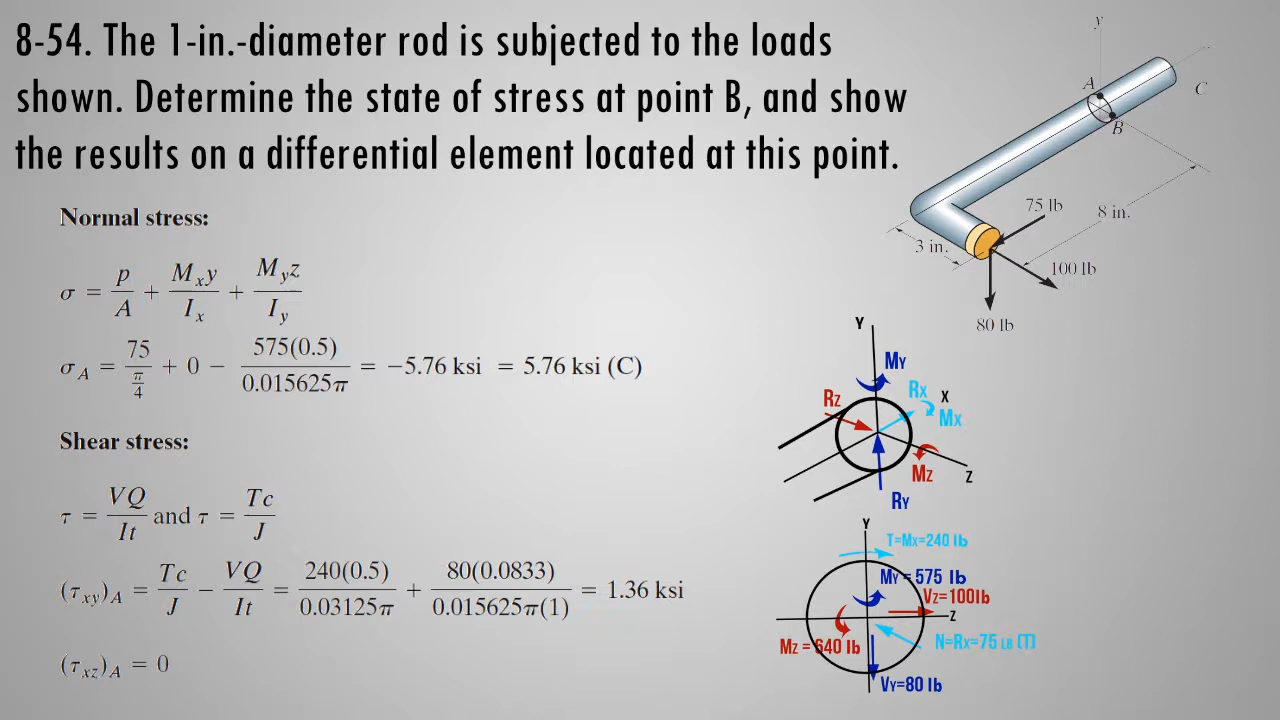 8-54. The 1-in.-diameter rod is subjected to the loads
shown. Determine the state of stress at point B, and show
the results on a differential element located at this point.
Normal stress:
σ = p/A + M_x y/I_x + M_y z/I_y
σ_A = 75/(π/4) + 0 − 575(0.5)/0.015625π = −5.76 ksi = 5.76 ksi (C)
Shear stress:
τ = VQ/It and τ = Tc/J
(τ_xy)_A = Tc/J − VQ/It = 240(0.5)/0.03125π + 80(0.0833)/0.015625π(1) = 1.36 ksi
(τ_xz)_A = 0
y
A
C
B
75 lb
8 in.
3 in.
100 lb
80 lb
Y
MY
RX
X
RZ
MX
MZ
Z
RY
Y
T=MX=240 lb
MY = 575 lb
VZ=100lb
Z
MZ = 640 lb
N=RX=75 LB (T)
VY=80 lb